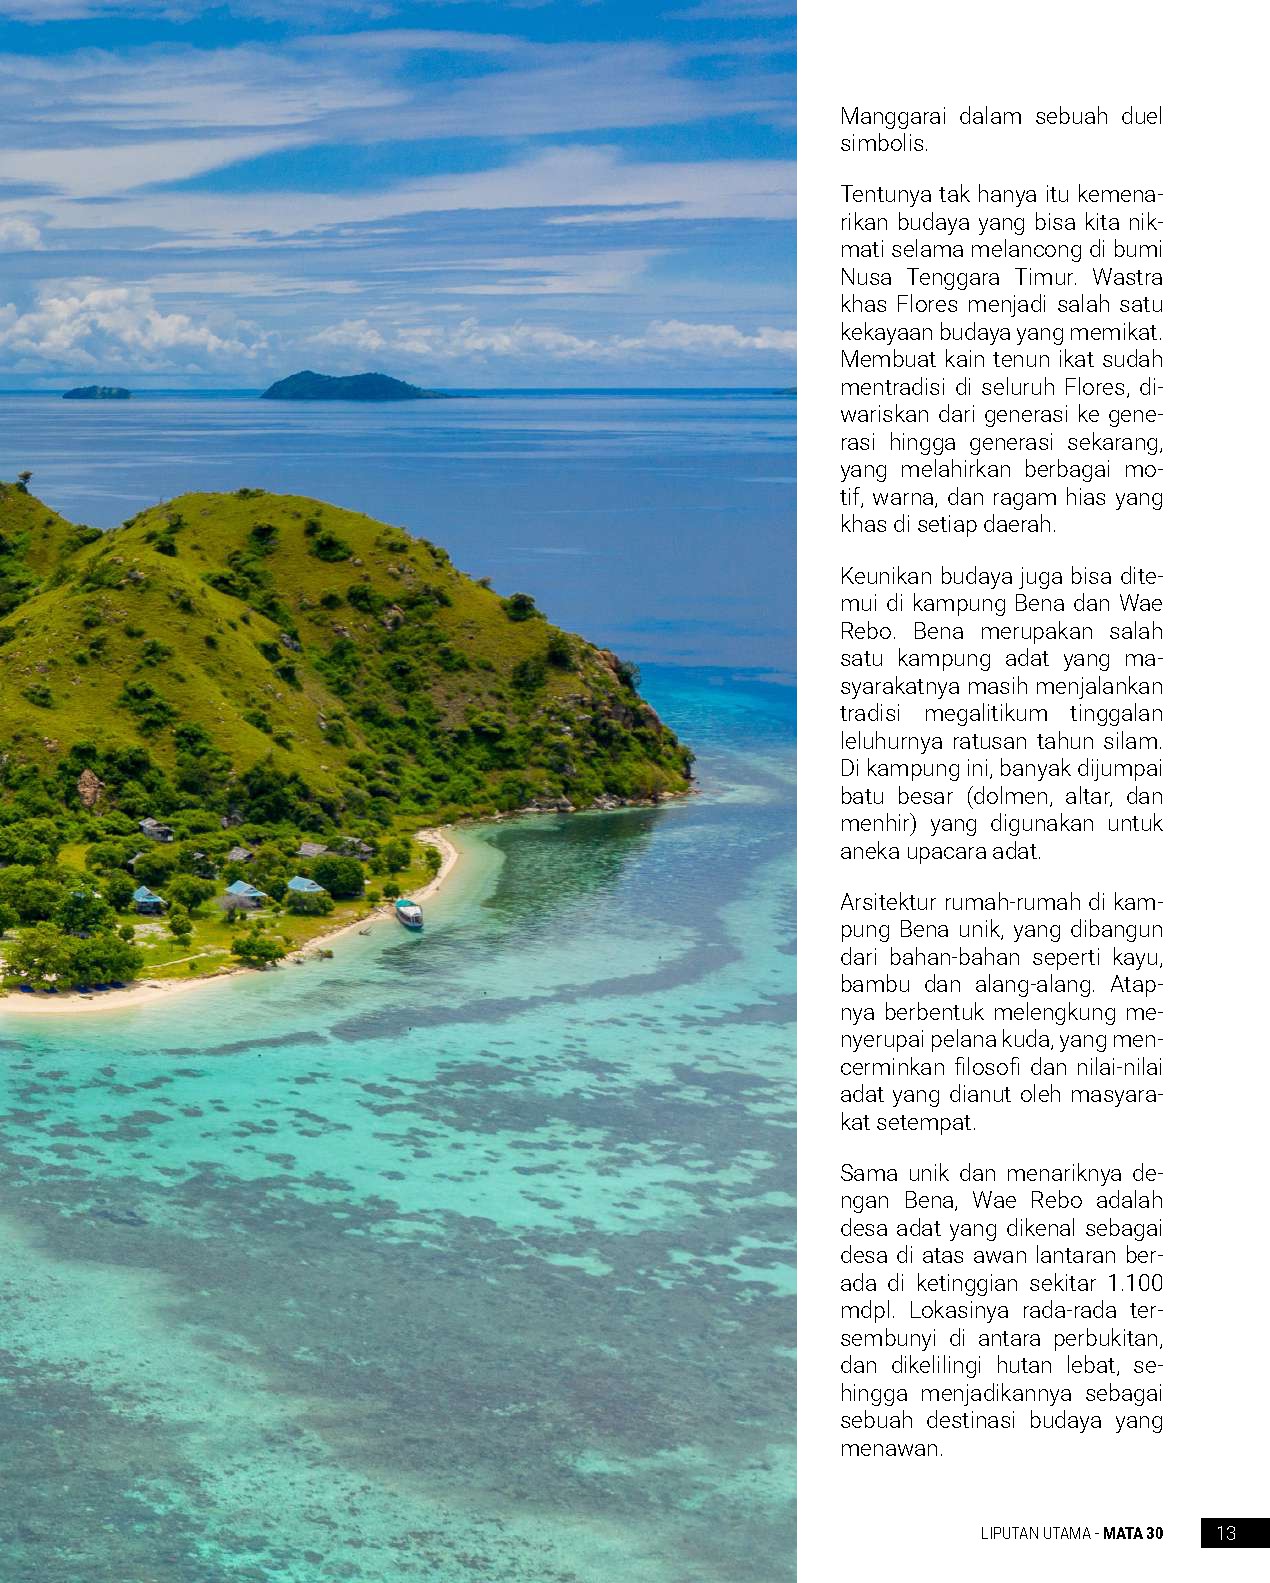 Manggarai dalam sebuah duel
simbolis.
Tentunya tak hanya itu kemena-
rikan budaya yang bisa kita nik-
mati selama melancong di bumi
Nusa Tenggara Timur. Wastra
khas Flores menjadi salah satu
kekayaan budaya yang memikat.
Membuat kain tenun ikat sudah
mentradisi di seluruh Flores, di-
wariskan dari generasi ke gene-
rasi hingga generasi sekarang,
yang melahirkan berbagai mo-
tif, warna, dan ragam hias yang
khas di setiap daerah.
Keunikan budaya juga bisa dite-
mui di kampung Bena dan Wae
Rebo. Bena merupakan salah
satu kampung adat yang ma-
syarakatnya masih menjalankan
tradisi megalitikum tinggalan
leluhurnya ratusan tahun silam.
Di kampung ini, banyak dijumpai
batu besar (dolmen, altar, dan
menhir) yang digunakan untuk
aneka upacara adat.
Arsitektur rumah-rumah di kam-
pung Bena unik, yang dibangun
dari bahan-bahan seperti kayu,
bambu dan alang-alang. Atap-
nya berbentuk melengkung me-
nyerupai pelana kuda, yang men-
cerminkan filosofi dan nilai-nilai
adat yang dianut oleh masyara-
kat setempat.
Sama unik dan menariknya de-
ngan Bena, Wae Rebo adalah
desa adat yang dikenal sebagai
desa di atas awan lantaran ber-
ada di ketinggian sekitar 1.100
mdpl. Lokasinya rada-rada ter-
sembunyi di antara perbukitan,
dan dikelilingi hutan lebat, se-
hingga menjadikannya sebagai
sebuah destinasi budaya yang
menawan.
LIPUTAN UTAMA - MATA 30 13